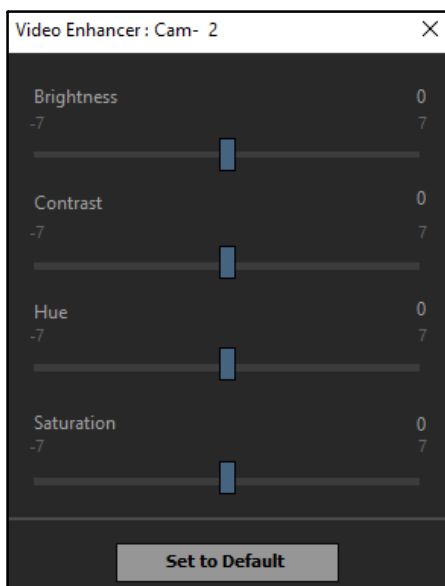 Video Enhancer : Cam- 2
Brightness 0
-7 7
Contrast 0
-7 7
Hue 0
-7 7
Saturation 0
-7 7
Set to Default